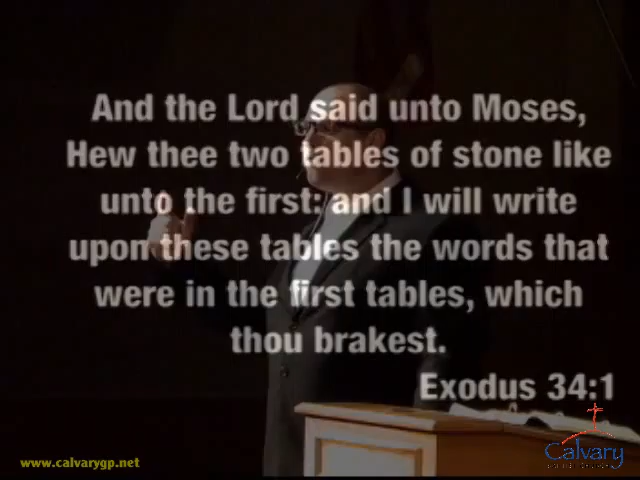 And the Lord said unto Moses,
Hew thee two tables of stone like
unto the first: and I will write
upon these tables the words that
were in the first tables, which
thou brakest.
Exodus 34:1
Calvary
www.calvarygp.net